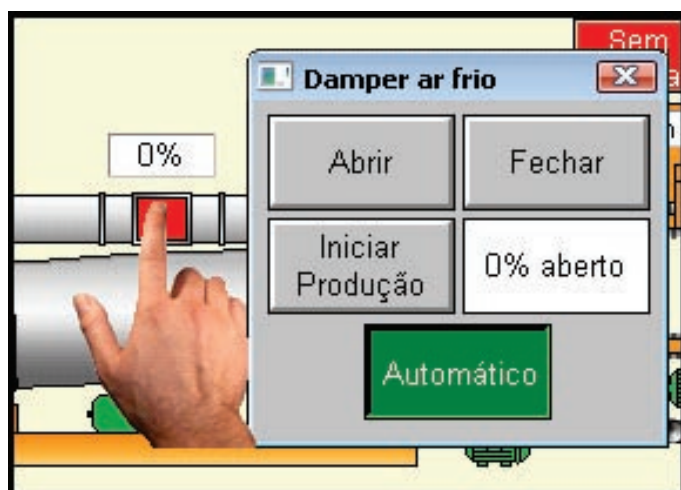 Sem
Damper ar frio
0%
Abrir
Fechar
Iniciar
Produção
0% aberto
Automático